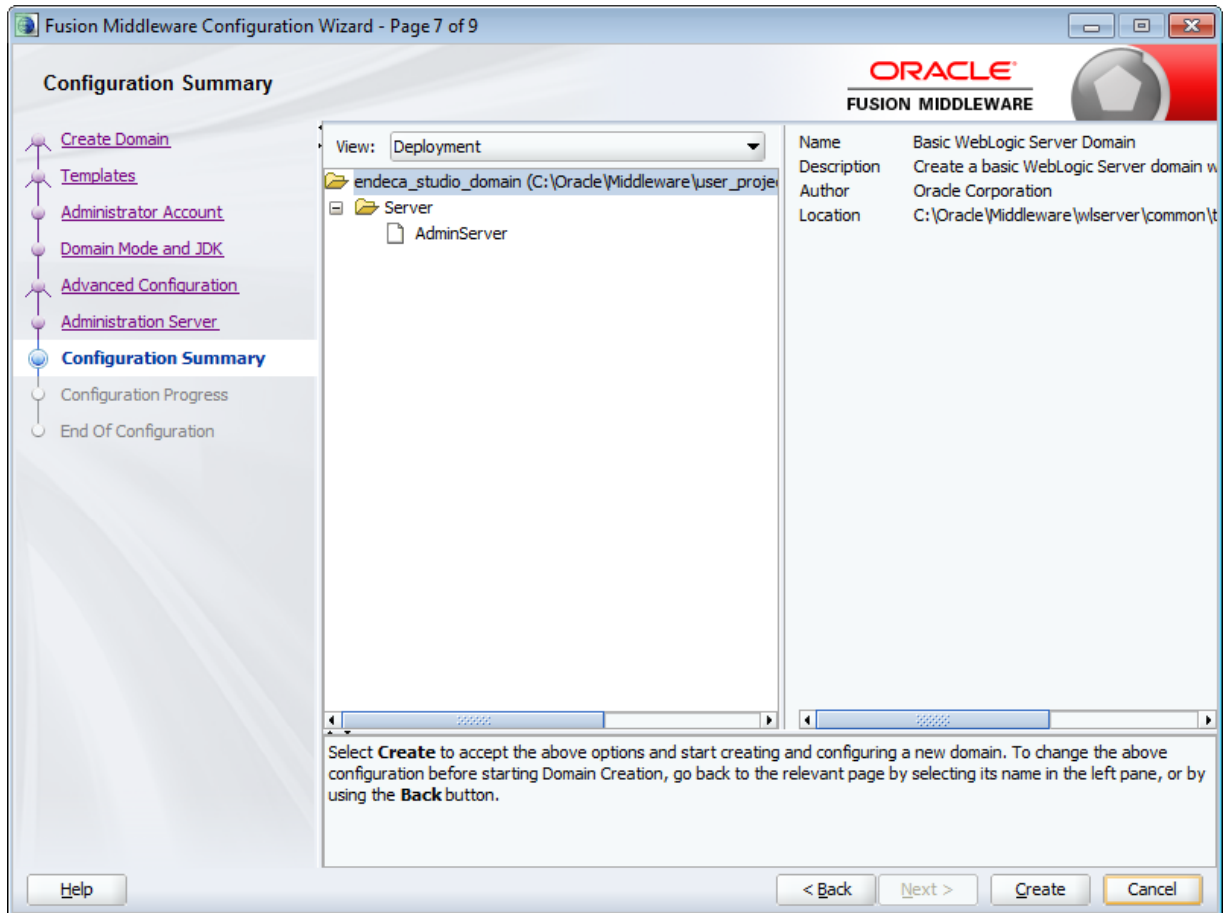 Fusion Middleware Configuration Wizard - Page 7 of 9
Configuration Summary
ORACLE
FUSION MIDDLEWARE
Create Domain
Templates
Administrator Account
Domain Mode and JDK
Advanced Configuration
Administration Server
Configuration Summary
Configuration Progress
End Of Configuration
View: Deployment
endeca_studio_domain (C:\Oracle\Middleware\user_proje
Server
AdminServer
Name Basic WebLogic Server Domain
Description Create a basic WebLogic Server domain w
Author Oracle Corporation
Location C:\Oracle\Middleware\wlserver\common\t
Select Create to accept the above options and start creating and configuring a new domain. To change the above
configuration before starting Domain Creation, go back to the relevant page by selecting its name in the left pane, or by
using the Back button.
Help
< Back Next > Create Cancel